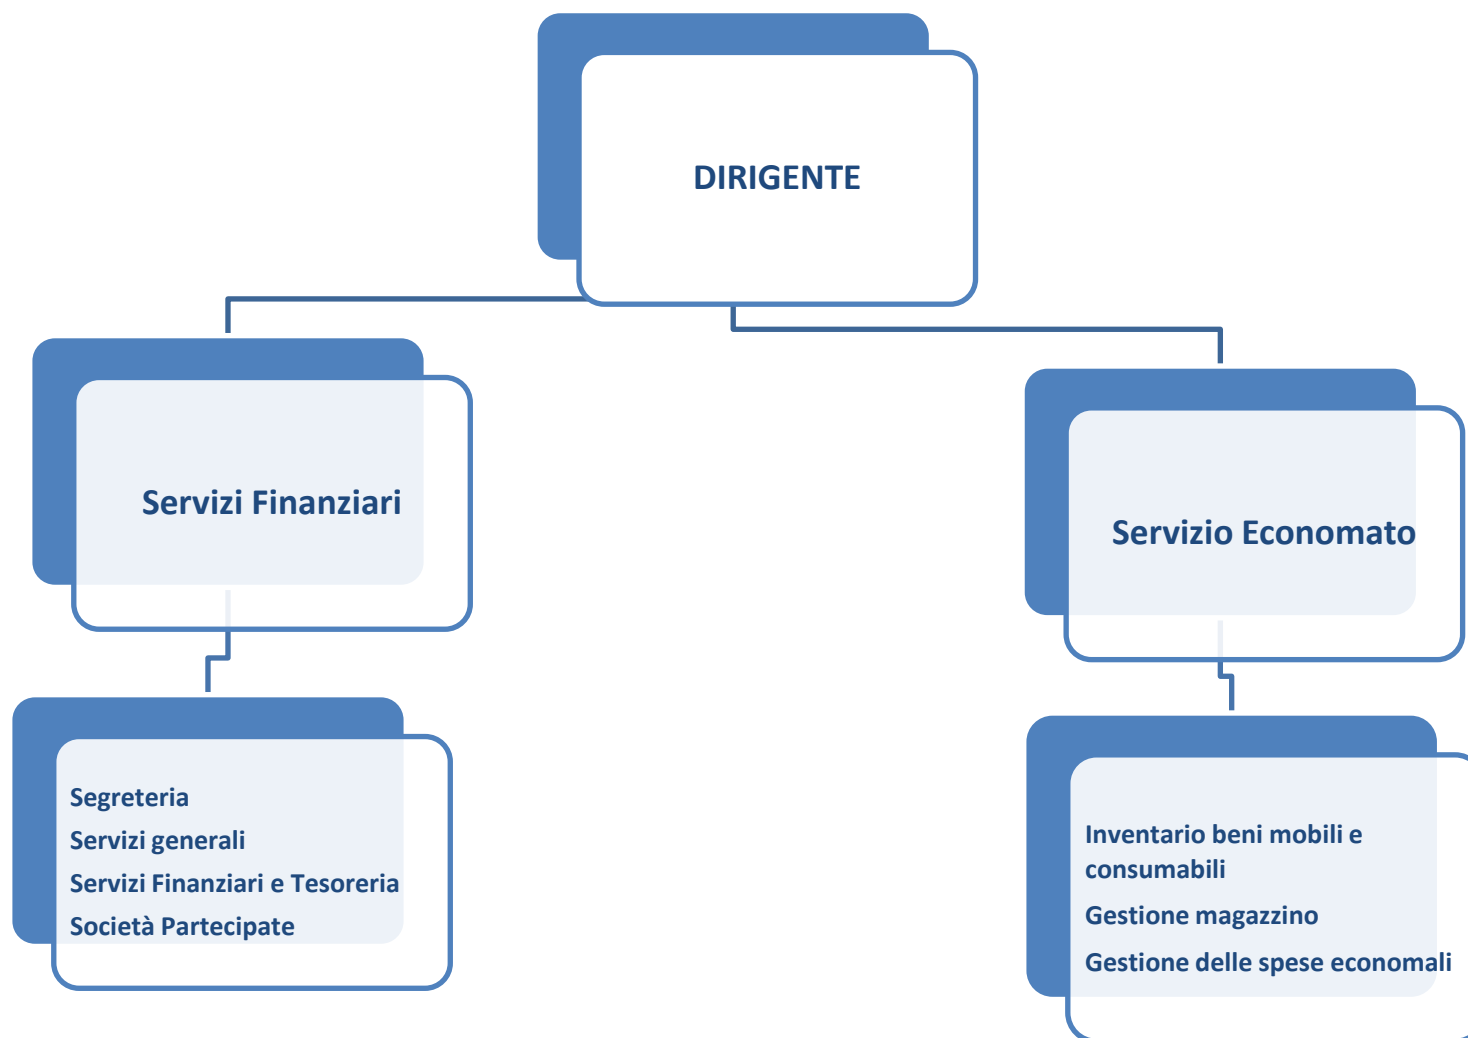 DIRIGENTE
Servizi Finanziari
Servizio Economato
Segreteria
Servizi generali
Servizi Finanziari e Tesoreria
Società Partecipate
Inventario beni mobili e
consumabili
Gestione magazzino
Gestione delle spese economali